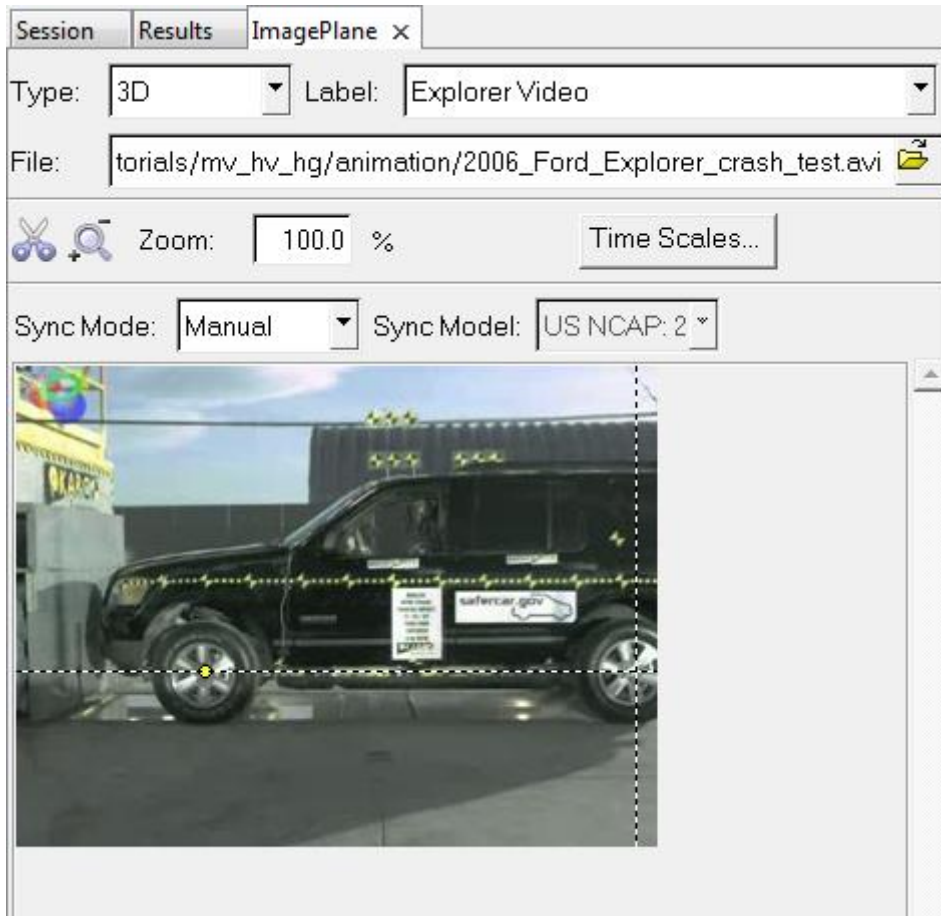 Session Results ImagePlane
Type: 3D Label: Explorer Video
File: torials/mv_hv_hg/animation/2006_Ford_Explorer_crash_test.avi
Zoom: 100.0 % Time Scales...
Sync Mode: Manual Sync Model: US NCAP: 2
safercar.gov